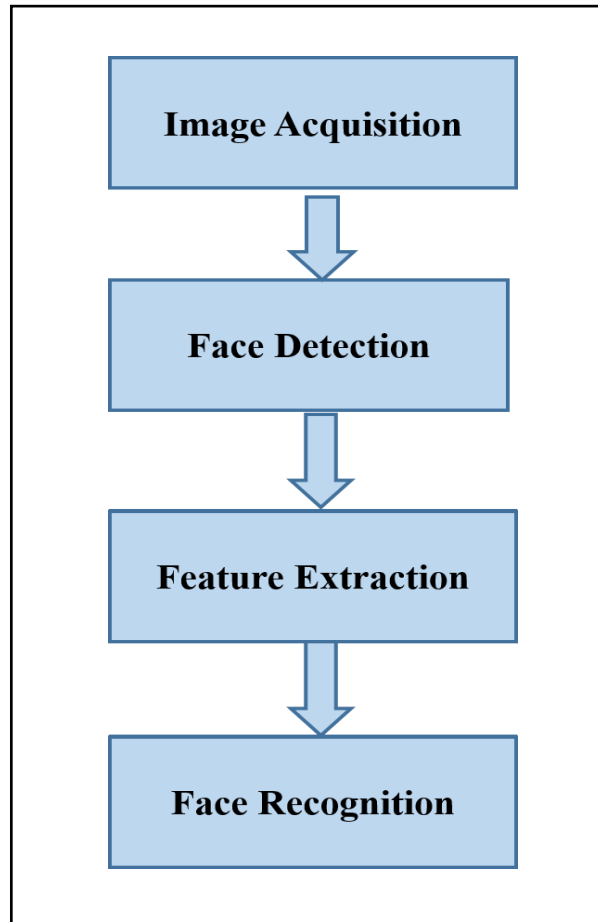 Image Acquisition
Face Detection
Feature Extraction
Face Recognition